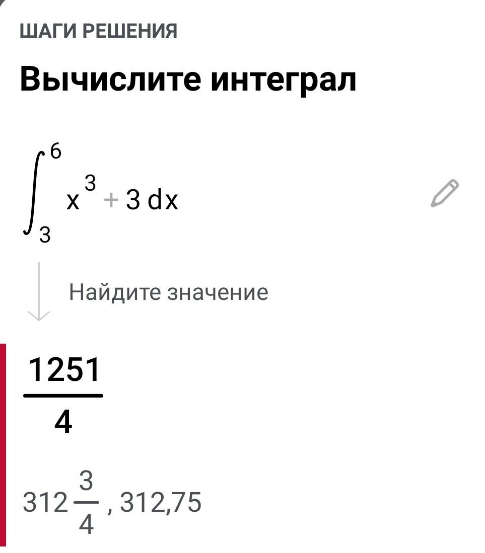 ШАГИ РЕШЕНИЯ
Вычислите интеграл
∫₃⁶ x³ + 3 dx
Найдите значение
1251/4
312 3/4 , 312,75